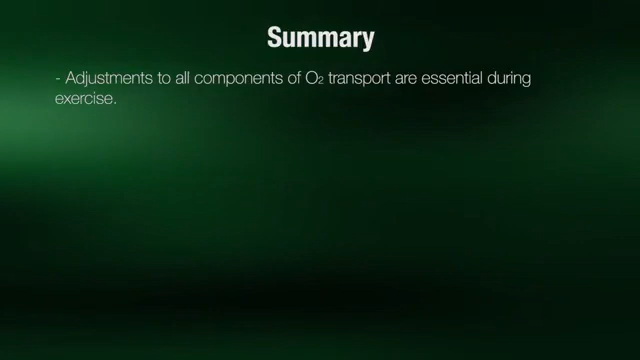 Summary
- Adjustments to all components of O₂ transport are essential during
exercise.